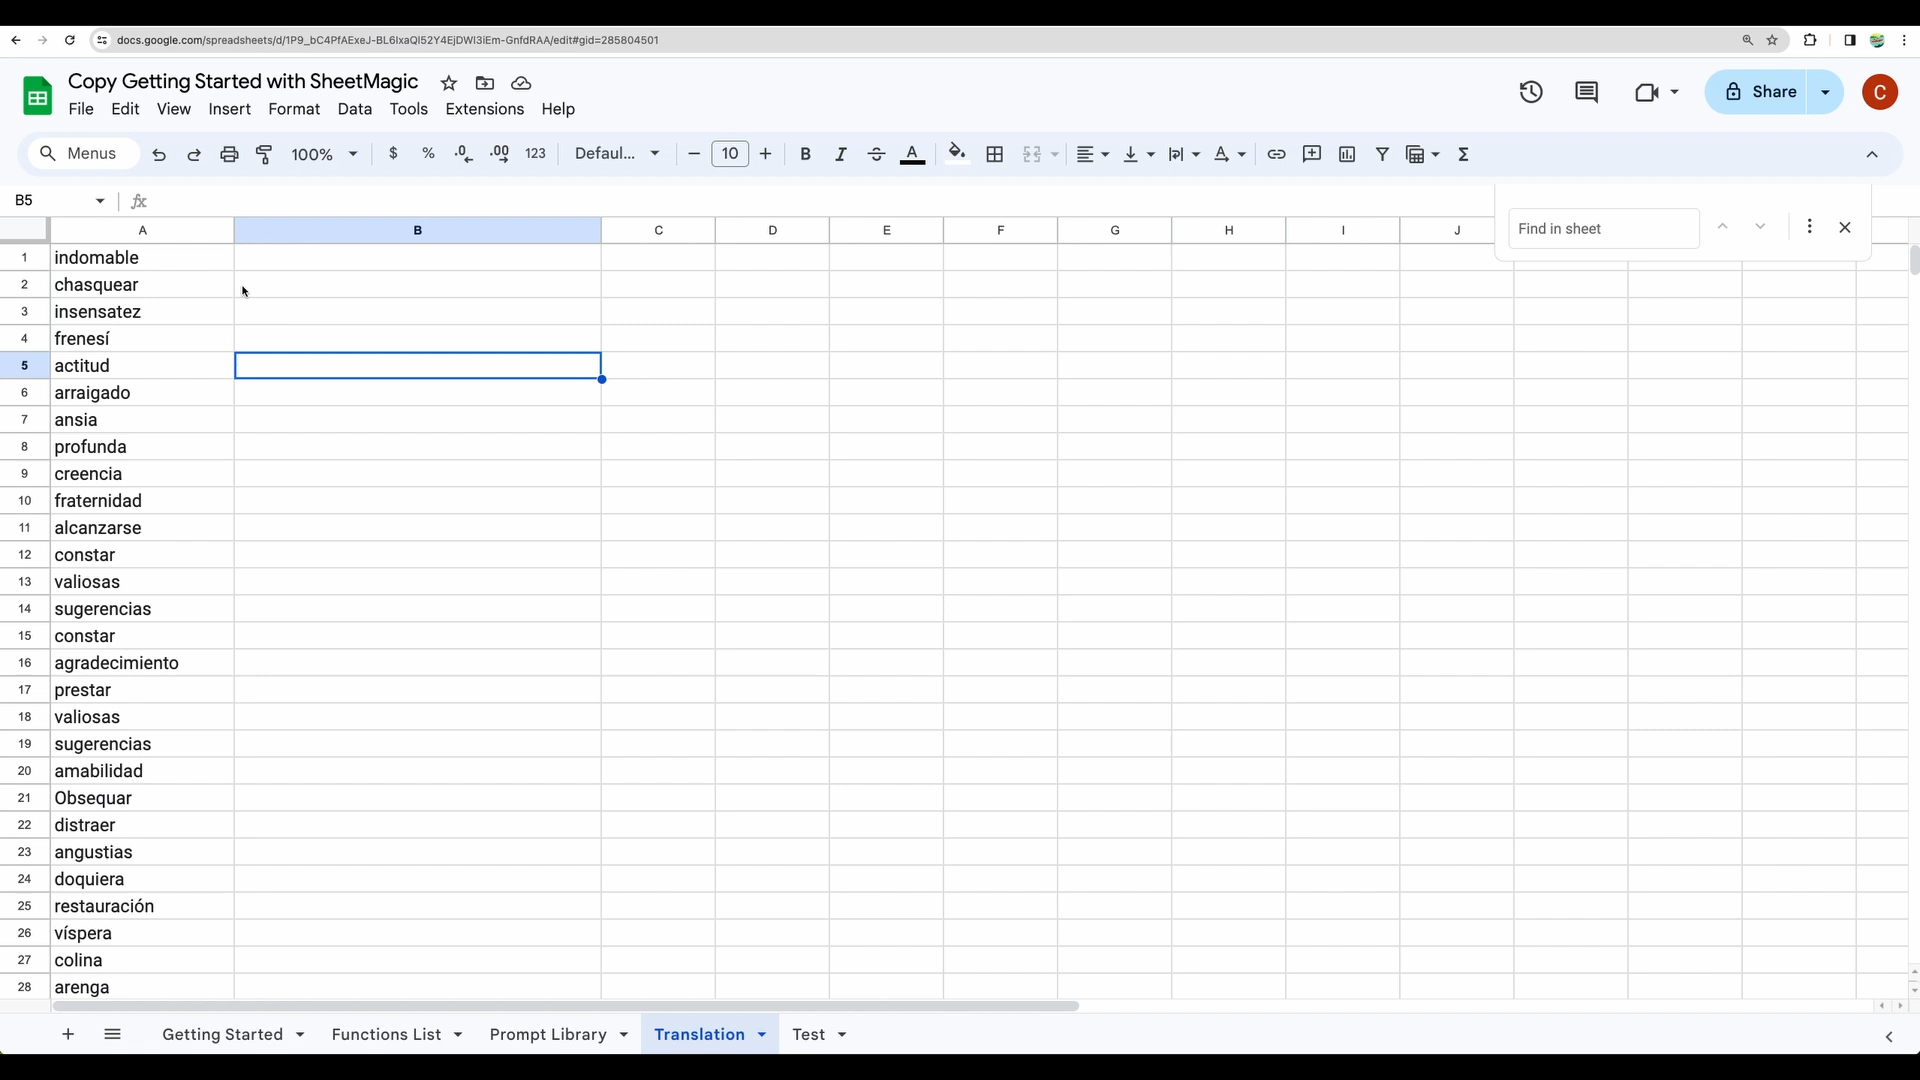 docs.google.com/spreadsheets/d/1P9_bC4PfAExeJ-BL6lxaQl52Y4EjDWl3iEm-GnfdRAA/edit#gid=285804501
Copy Getting Started with SheetMagic
File Edit View Insert Format Data Tools Extensions Help
Share
C
Menus 100% $ % .0 .00 123 Defaul... 10 B I A
B5 fx
Find in sheet
A B C D E F G H I J
1 indomable
2 chasquear
3 insensatez
4 frenesí
5 actitud
6 arraigado
7 ansia
8 profunda
9 creencia
10 fraternidad
11 alcanzarse
12 constar
13 valiosas
14 sugerencias
15 constar
16 agradecimiento
17 prestar
18 valiosas
19 sugerencias
20 amabilidad
21 Obsequar
22 distraer
23 angustias
24 doquiera
25 restauración
26 víspera
27 colina
28 arenga
Getting Started Functions List Prompt Library Translation Test